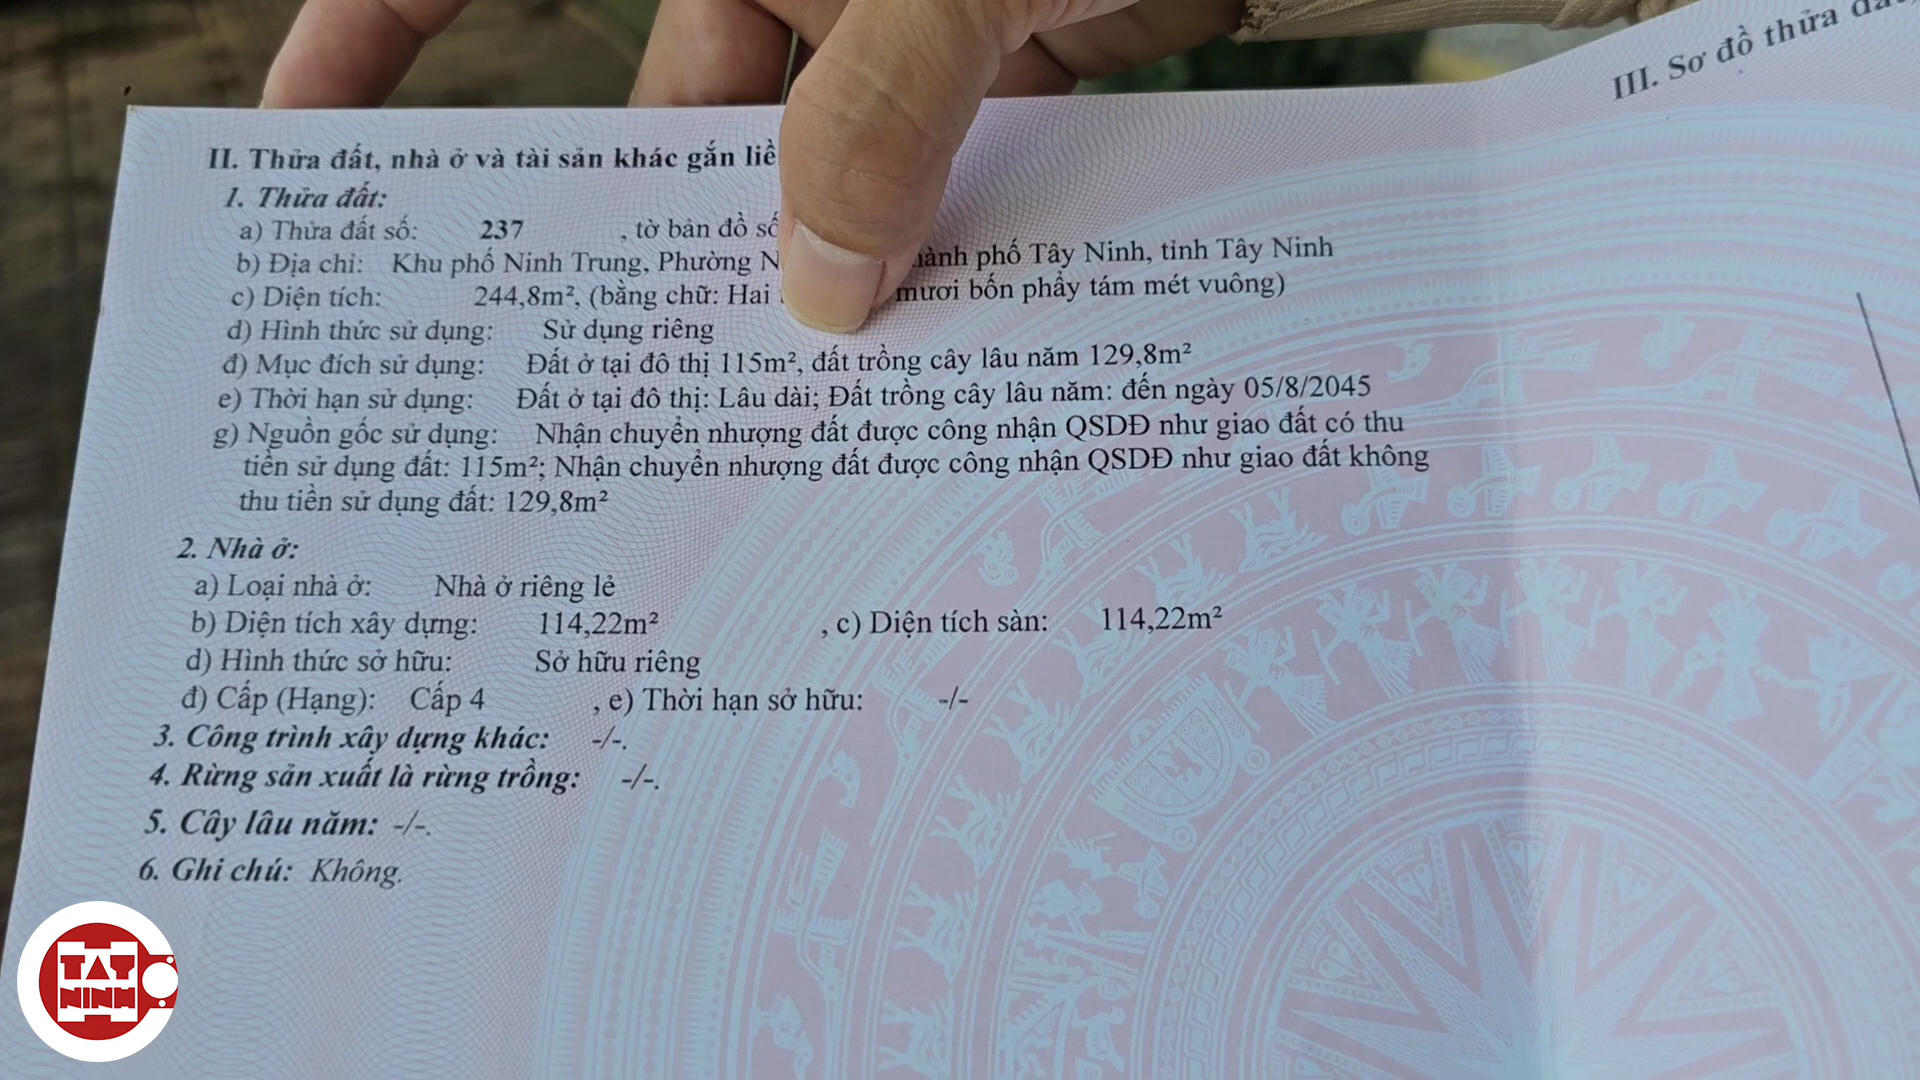 II. Thửa đất, nhà ở và tài sản khác gắn liề
III. Sơ đồ thửa
1. Thửa đất:
a) Thửa đất số: 237 , tờ bản đồ số
b) Địa chỉ: Khu phố Ninh Trung, Phường N ành phố Tây Ninh, tỉnh Tây Ninh
c) Diện tích: 244,8m², (bằng chữ: Hai mươi bốn phẩy tám mét vuông)
d) Hình thức sử dụng: Sử dụng riêng
đ) Mục đích sử dụng: Đất ở tại đô thị 115m², đất trồng cây lâu năm 129,8m²
e) Thời hạn sử dụng: Đất ở tại đô thị: Lâu dài; Đất trồng cây lâu năm: đến ngày 05/8/2045
g) Nguồn gốc sử dụng: Nhận chuyển nhượng đất được công nhận QSDĐ như giao đất có thu
tiền sử dụng đất: 115m²; Nhận chuyển nhượng đất được công nhận QSDĐ như giao đất không
thu tiền sử dụng đất: 129,8m²
2. Nhà ở:
a) Loại nhà ở: Nhà ở riêng lẻ
b) Diện tích xây dựng: 114,22m² , c) Diện tích sàn: 114,22m²
d) Hình thức sở hữu: Sở hữu riêng
đ) Cấp (Hạng): Cấp 4 , e) Thời hạn sở hữu: -/-
3. Công trình xây dựng khác: -/-.
4. Rừng sản xuất là rừng trồng: -/-.
5. Cây lâu năm: -/-.
6. Ghi chú: Không.
TAY
NINH